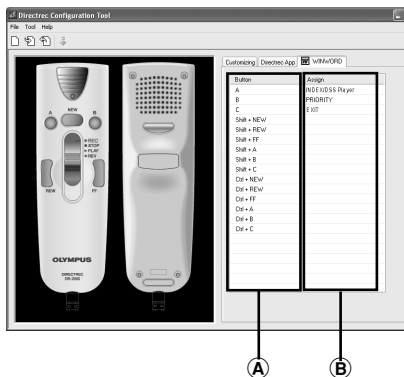 Directrec Configuration Tool
File Tool Help
Customizing Directrec App WINWORD
Button Assign
A INDEX/DSS Player
B PRIORITY
C EXIT
Shift + NEW
Shift + REW
Shift + FF
Shift + A
Shift + B
Shift + C
Ctrl + NEW
Ctrl + REW
Ctrl + FF
Ctrl + A
Ctrl + B
Ctrl + C
A NEW B
REC
STOP
PLAY
REV
REW FF
OLYMPUS
DIRECTREC
A B